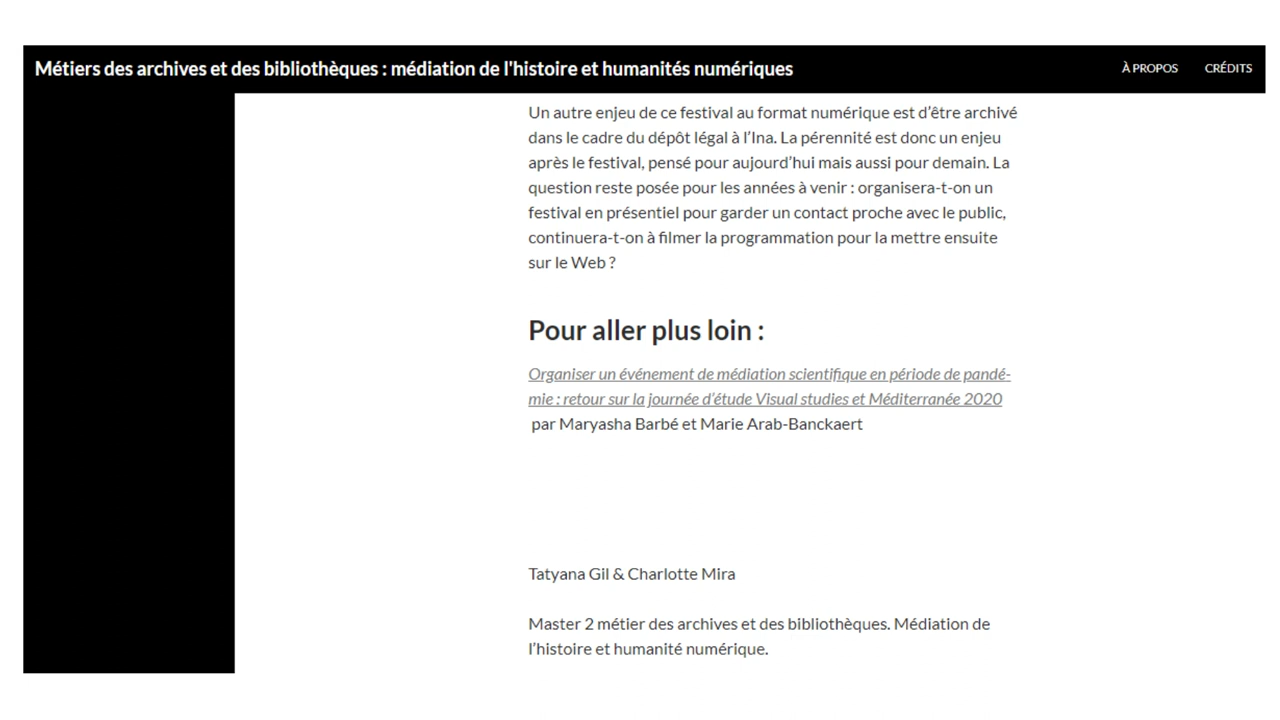 Métiers des archives et des bibliothèques : médiation de l'histoire et humanités numériques
À PROPOS
CRÉDITS
Un autre enjeu de ce festival au format numérique est d’être archivé
dans le cadre du dépôt légal à l’Ina. La pérennité est donc un enjeu
après le festival, pensé pour aujourd’hui mais aussi pour demain. La
question reste posée pour les années à venir : organisera-t-on un
festival en présentiel pour garder un contact proche avec le public,
continuera-t-on à filmer la programmation pour la mettre ensuite
sur le Web ?
Pour aller plus loin :
Organiser un événement de médiation scientifique en période de pandé-
mie : retour sur la journée d’étude Visual studies et Méditerranée 2020
par Maryasha Barbé et Marie Arab-Banckaert
Tatyana Gil & Charlotte Mira
Master 2 métier des archives et des bibliothèques. Médiation de
l’histoire et humanité numérique.